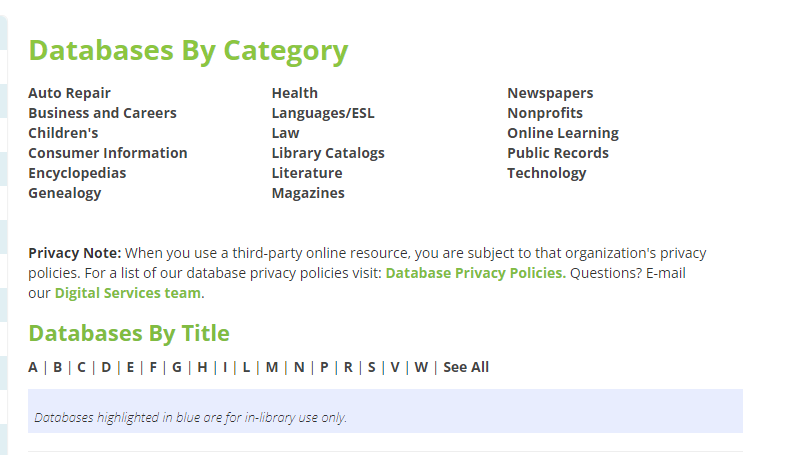 Databases By Category
Auto Repair
Business and Careers
Children's
Consumer Information
Encyclopedias
Genealogy
Health
Languages/ESL
Law
Library Catalogs
Literature
Magazines
Newspapers
Nonprofits
Online Learning
Public Records
Technology
Privacy Note: When you use a third-party online resource, you are subject to that organization's privacy
policies. For a list of our database privacy policies visit: Database Privacy Policies. Questions? E-mail
our Digital Services team.
Databases By Title
A | B | C | D | E | F | G | H | I | L | M | N | P | R | S | V | W | See All
Databases highlighted in blue are for in-library use only.